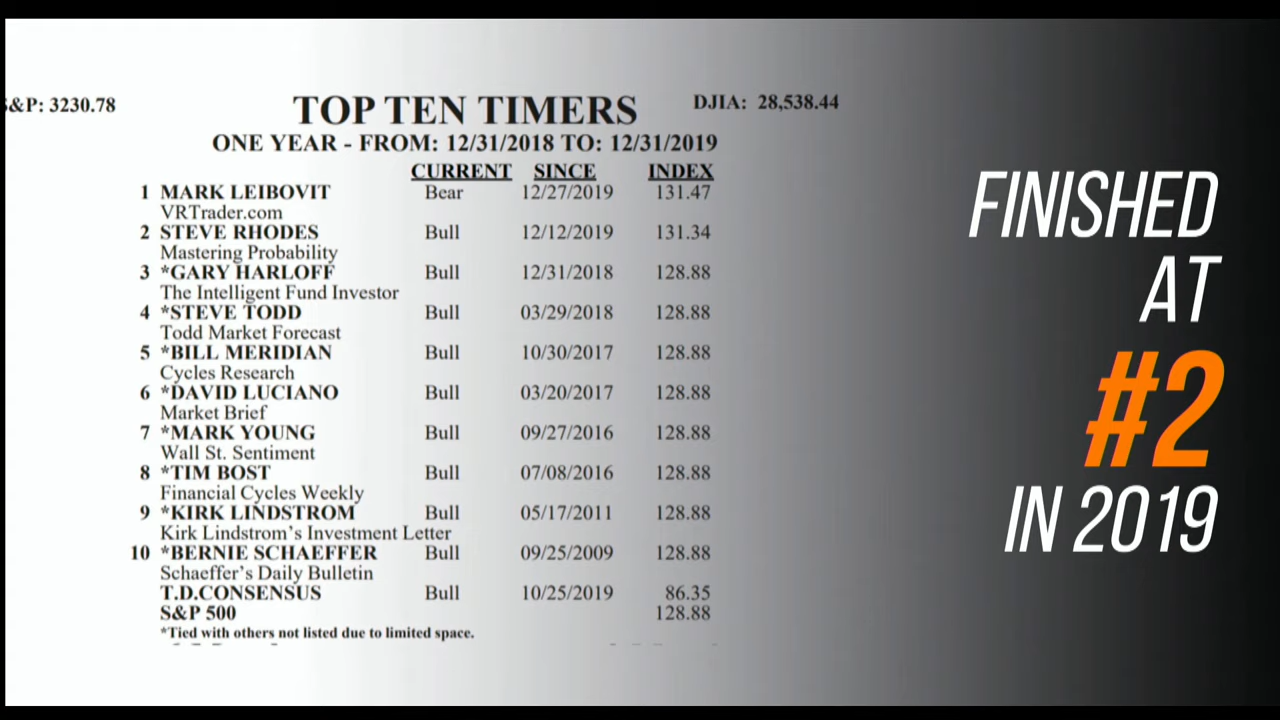 S&P: 3230.78
TOP TEN TIMERS
DJIA: 28,538.44
ONE YEAR - FROM: 12/31/2018 TO: 12/31/2019
CURRENT SINCE INDEX
1 MARK LEIBOVIT Bear 12/27/2019 131.47
VRTrader.com
2 STEVE RHODES Bull 12/12/2019 131.34
Mastering Probability
3 *GARY HARLOFF Bull 12/31/2018 128.88
The Intelligent Fund Investor
4 *STEVE TODD Bull 03/29/2018 128.88
Todd Market Forecast
5 *BILL MERIDIAN Bull 10/30/2017 128.88
Cycles Research
6 *DAVID LUCIANO Bull 03/20/2017 128.88
Market Brief
7 *MARK YOUNG Bull 09/27/2016 128.88
Wall St. Sentiment
8 *TIM BOST Bull 07/08/2016 128.88
Financial Cycles Weekly
9 *KIRK LINDSTROM Bull 05/17/2011 128.88
Kirk Lindstrom's Investment Letter
10 *BERNIE SCHAEFFER Bull 09/25/2009 128.88
Schaeffer's Daily Bulletin
T.D.CONSENSUS Bull 10/25/2019 86.35
S&P 500 128.88
*Tied with others not listed due to limited space.
FINISHED
AT
#2
IN 2019